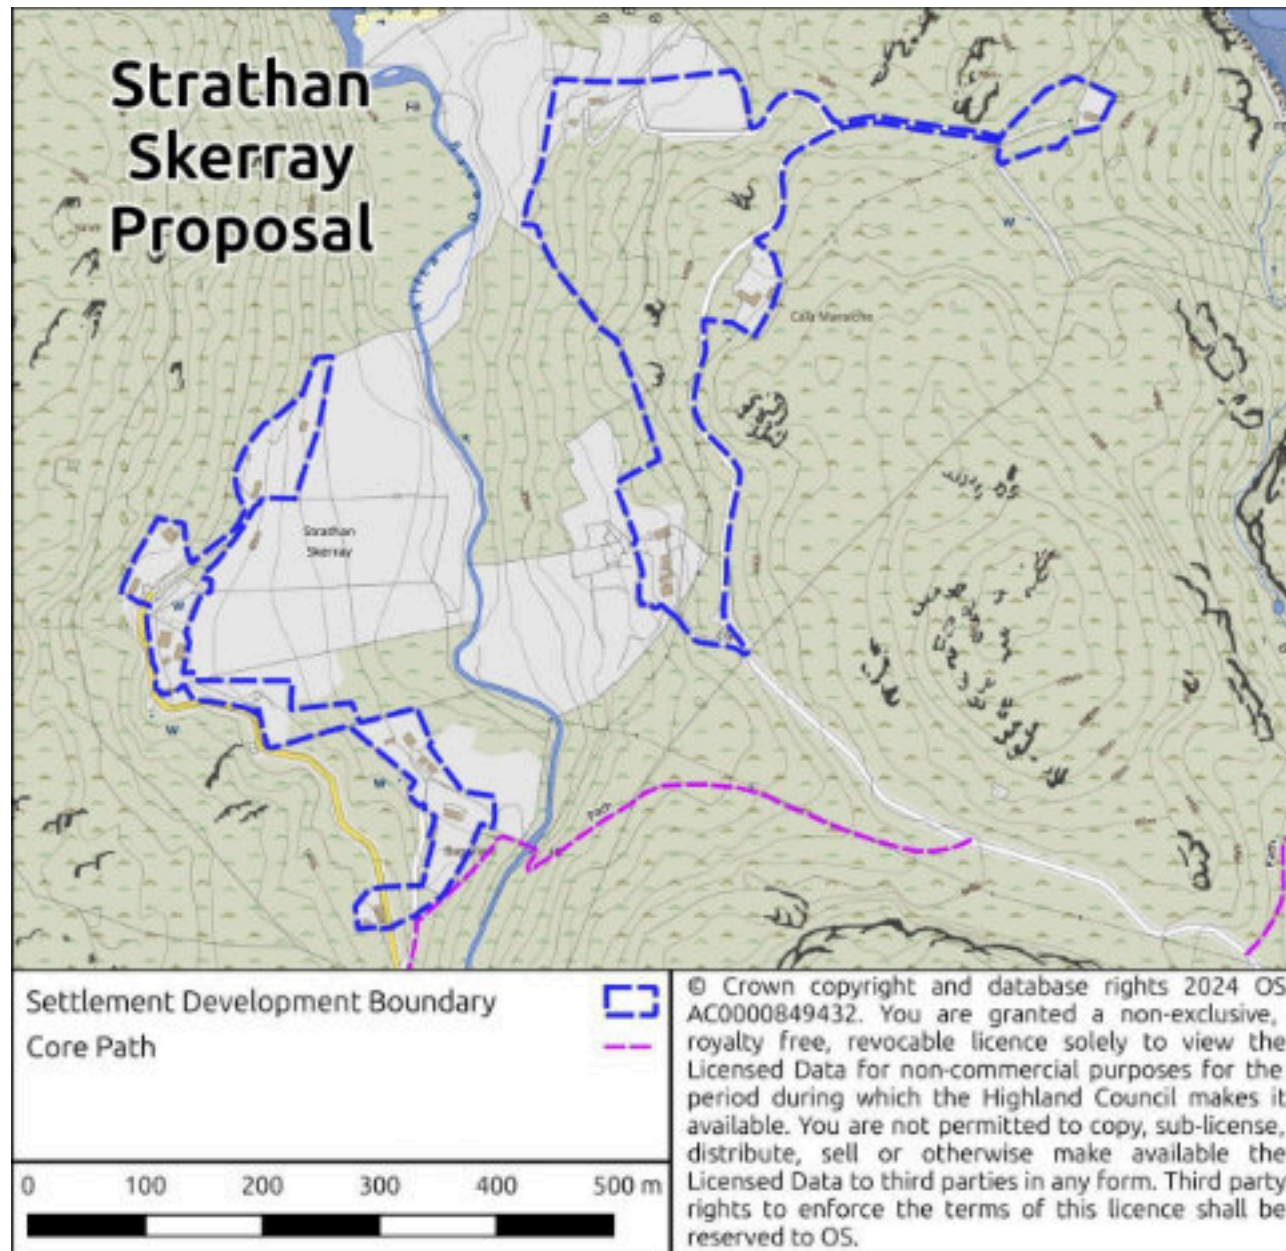 Strathan
Skerray
Proposal
Strathan
Skerray
W
W
W
W
Path
Path
Settlement Development Boundary
Core Path
0 100 200 300 400 500 m
© Crown copyright and database rights 2024 OS
AC0000849432. You are granted a non-exclusive,
royalty free, revocable licence solely to view the
Licensed Data for non-commercial purposes for the
period during which the Highland Council makes it
available. You are not permitted to copy, sub-license,
distribute, sell or otherwise make available the
Licensed Data to third parties in any form. Third party
rights to enforce the terms of this licence shall be
reserved to OS.